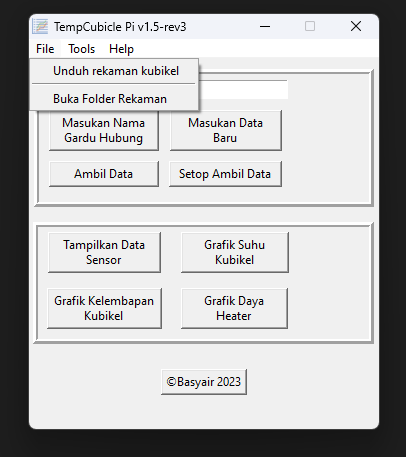 TempCubicle Pi v1.5-rev3
File Tools Help
Unduh rekaman kubikel
Buka Folder Rekaman
Masukan Nama
Gardu Hubung
Masukan Data
Baru
Ambil Data
Setop Ambil Data
Tampilkan Data
Sensor
Grafik Suhu
Kubikel
Grafik Kelembapan
Kubikel
Grafik Daya
Heater
©Basyair 2023